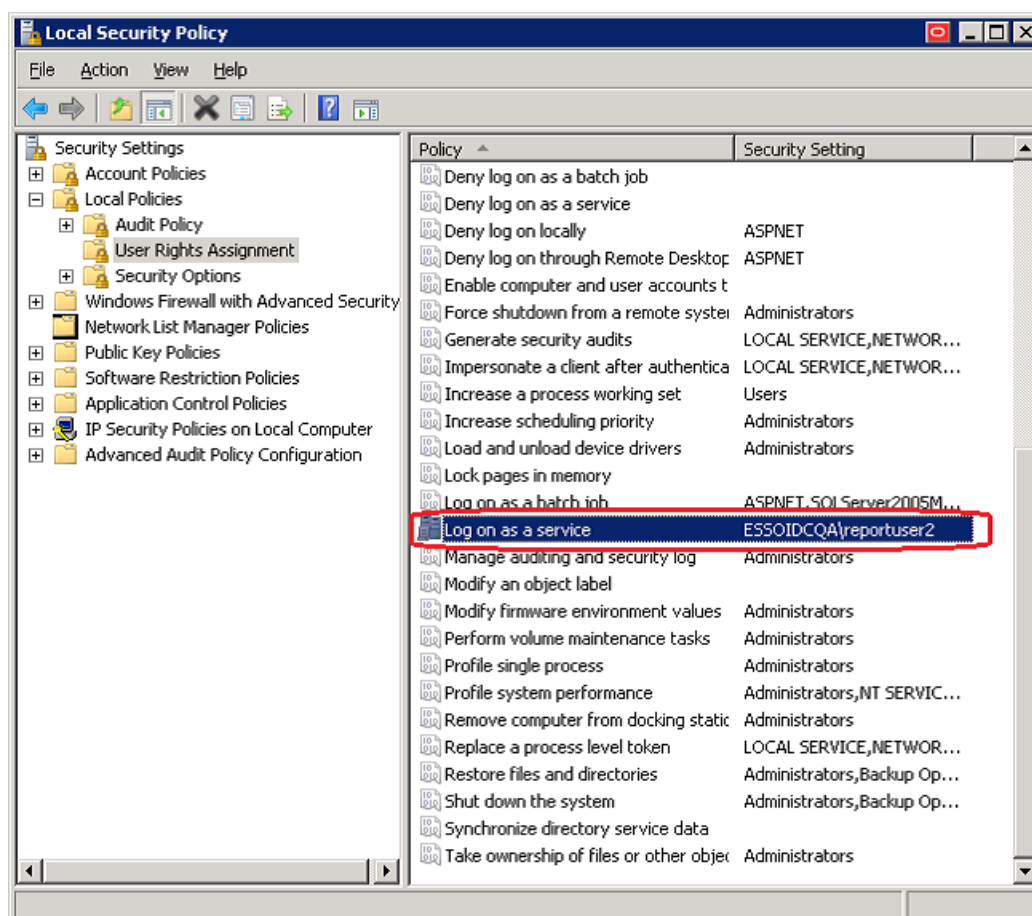 Local Security Policy
File Action View Help
Security Settings
Account Policies
Local Policies
Audit Policy
User Rights Assignment
Security Options
Windows Firewall with Advanced Security
Network List Manager Policies
Public Key Policies
Software Restriction Policies
Application Control Policies
IP Security Policies on Local Computer
Advanced Audit Policy Configuration
Policy Security Setting
Deny log on as a batch job
Deny log on as a service
Deny log on locally ASPNET
Deny log on through Remote Desktop ASPNET
Enable computer and user accounts t
Force shutdown from a remote system Administrators
Generate security audits LOCAL SERVICE,NETWOR...
Impersonate a client after authentica LOCAL SERVICE,NETWOR...
Increase a process working set Users
Increase scheduling priority Administrators
Load and unload device drivers Administrators
Lock pages in memory
Log on as a batch job ASPNET,SQLServer2005M...
Log on as a service ESSOIDCQA\reportuser2
Manage auditing and security log Administrators
Modify an object label
Modify firmware environment values Administrators
Perform volume maintenance tasks Administrators
Profile single process Administrators
Profile system performance Administrators,NT SERVIC...
Remove computer from docking static Administrators
Replace a process level token LOCAL SERVICE,NETWOR...
Restore files and directories Administrators,Backup Op...
Shut down the system Administrators,Backup Op...
Synchronize directory service data
Take ownership of files or other objec Administrators